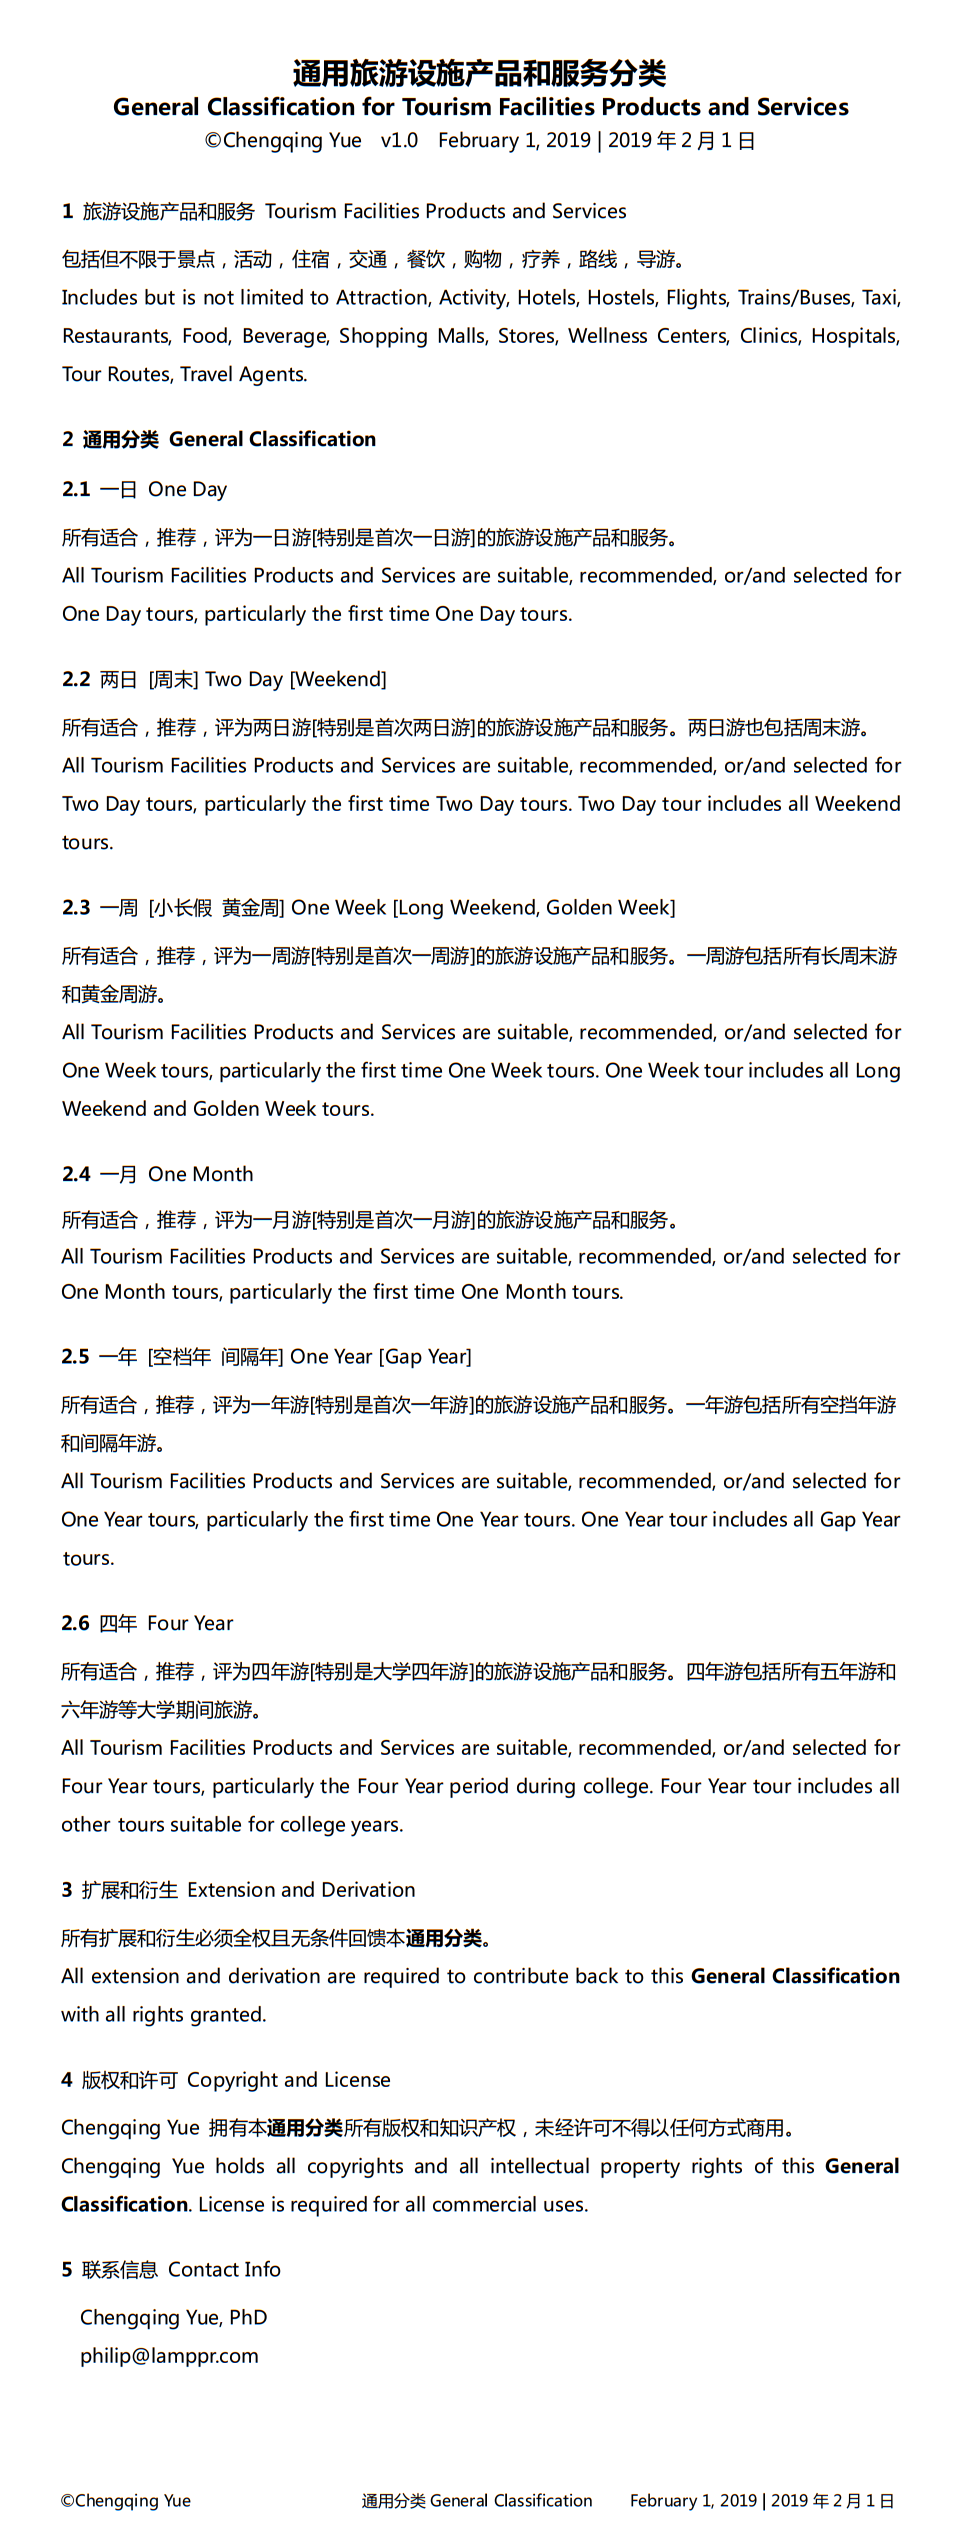 通用旅游设施产品和服务分类
General Classification for Tourism Facilities Products and Services
©Chengqing Yue v1.0 February 1, 2019 | 2019 年 2 月 1 日
1 旅游设施产品和服务 Tourism Facilities Products and Services
包括但不限于景点，活动，住宿，交通，餐饮，购物，疗养，路线，导游。
Includes but is not limited to Attraction, Activity, Hotels, Hostels, Flights, Trains/Buses, Taxi,
Restaurants, Food, Beverage, Shopping Malls, Stores, Wellness Centers, Clinics, Hospitals,
Tour Routes, Travel Agents.
2 通用分类 General Classification
2.1 一日 One Day
所有适合，推荐，评为一日游[特别是首次一日游]的旅游设施产品和服务。
All Tourism Facilities Products and Services are suitable, recommended, or/and selected for
One Day tours, particularly the first time One Day tours.
2.2 两日 [周末] Two Day [Weekend]
所有适合，推荐，评为两日游[特别是首次两日游]的旅游设施产品和服务。两日游也包括周末游。
All Tourism Facilities Products and Services are suitable, recommended, or/and selected for
Two Day tours, particularly the first time Two Day tours. Two Day tour includes all Weekend
tours.
2.3 一周 [小长假 黄金周] One Week [Long Weekend, Golden Week]
所有适合，推荐，评为一周游[特别是首次一周游]的旅游设施产品和服务。一周游包括所有长周末游
和黄金周游。
All Tourism Facilities Products and Services are suitable, recommended, or/and selected for
One Week tours, particularly the first time One Week tours. One Week tour includes all Long
Weekend and Golden Week tours.
2.4 一月 One Month
所有适合，推荐，评为一月游[特别是首次一月游]的旅游设施产品和服务。
All Tourism Facilities Products and Services are suitable, recommended, or/and selected for
One Month tours, particularly the first time One Month tours.
2.5 一年 [空档年 间隔年] One Year [Gap Year]
所有适合，推荐，评为一年游[特别是首次一年游]的旅游设施产品和服务。一年游包括所有空挡年游
和间隔年游。
All Tourism Facilities Products and Services are suitable, recommended, or/and selected for
One Year tours, particularly the first time One Year tours. One Year tour includes all Gap Year
tours.
2.6 四年 Four Year
所有适合，推荐，评为四年游[特别是大学四年游]的旅游设施产品和服务。四年游包括所有五年游和
六年游等大学期间旅游。
All Tourism Facilities Products and Services are suitable, recommended, or/and selected for
Four Year tours, particularly the Four Year period during college. Four Year tour includes all
other tours suitable for college years.
3 扩展和衍生 Extension and Derivation
所有扩展和衍生必须全权且无条件回馈本通用分类。
All extension and derivation are required to contribute back to this General Classification
with all rights granted.
4 版权和许可 Copyright and License
Chengqing Yue 拥有本通用分类所有版权和知识产权，未经许可不得以任何方式商用。
Chengqing Yue holds all copyrights and all intellectual property rights of this General
Classification. License is required for all commercial uses.
5 联系信息 Contact Info
Chengqing Yue, PhD
philip@lamppr.com
©Chengqing Yue 通用分类 General Classification February 1, 2019 | 2019 年 2 月 1 日